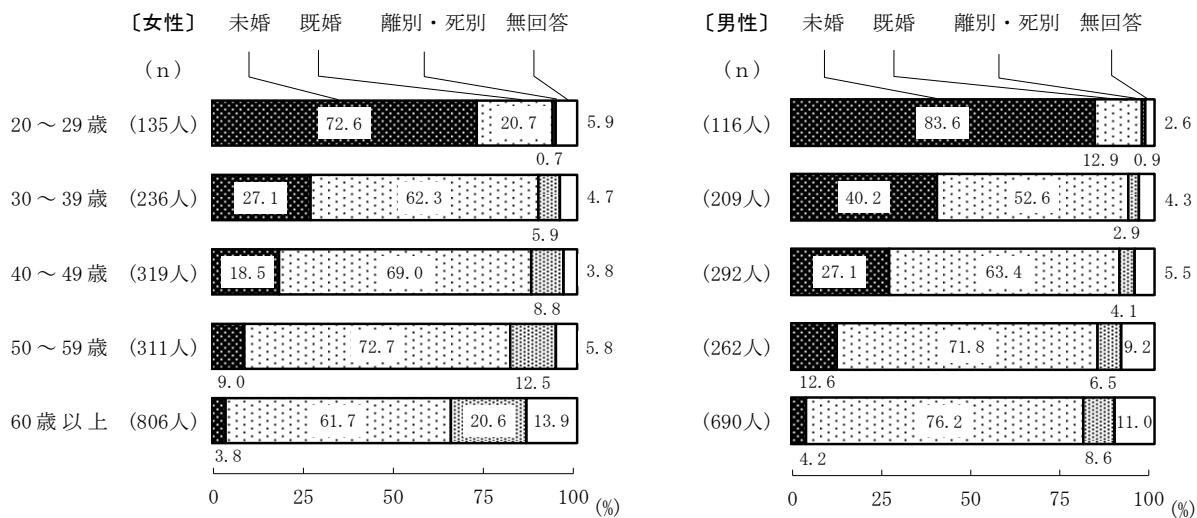 〔女性〕 未婚 既婚 離別・死別 無回答
(n)
20～29歳 (135人) 72.6 20.7 5.9
0.7
30～39歳 (236人) 27.1 62.3 4.7
5.9
40～49歳 (319人) 18.5 69.0 3.8
8.8
50～59歳 (311人) 72.7 5.8
9.0 12.5
60歳以上 (806人) 61.7 20.6 13.9
3.8
0 25 50 75 100 (%)
〔男性〕 未婚 既婚 離別・死別 無回答
(n)
(116人) 83.6 2.6
12.9 0.9
(209人) 40.2 52.6 4.3
2.9
(292人) 27.1 63.4 5.5
4.1
(262人) 71.8 9.2
12.6 6.5
(690人) 76.2 11.0
4.2 8.6
0 25 50 75 100 (%)